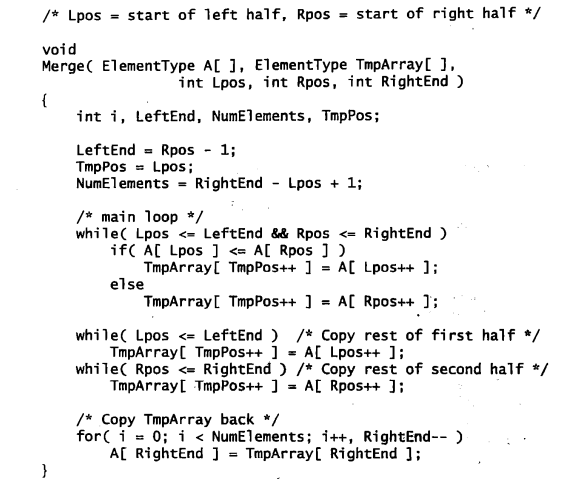 /* Lpos = start of left half, Rpos = start of right half */
void
Merge( ElementType A[ ], ElementType TmpArray[ ],
int Lpos, int Rpos, int RightEnd )
{
int i, LeftEnd, NumElements, TmpPos;
LeftEnd = Rpos - 1;
TmpPos = Lpos;
NumElements = RightEnd - Lpos + 1;
/* main loop */
while( Lpos <= LeftEnd && Rpos <= RightEnd )
if( A[ Lpos ] <= A[ Rpos ] )
TmpArray[ TmpPos++ ] = A[ Lpos++ ];
else
TmpArray[ TmpPos++ ] = A[ Rpos++ ];
while( Lpos <= LeftEnd ) /* Copy rest of first half */
TmpArray[ TmpPos++ ] = A[ Lpos++ ];
while( Rpos <= RightEnd ) /* Copy rest of second half */
TmpArray[ TmpPos++ ] = A[ Rpos++ ];
/* Copy TmpArray back */
for( i = 0; i < NumElements; i++, RightEnd-- )
A[ RightEnd ] = TmpArray[ RightEnd ];
}